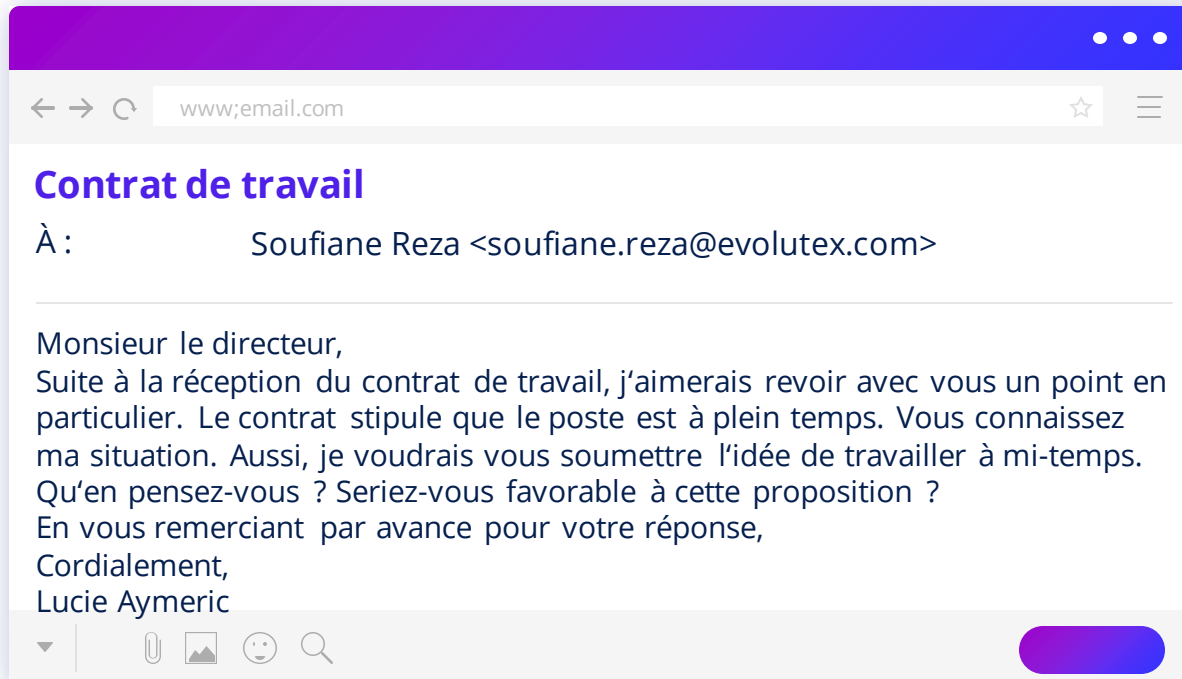 www;email.com
Contrat de travail
À : Soufiane Reza <soufiane.reza@evolutex.com>
Monsieur le directeur,
Suite à la réception du contrat de travail, j‘aimerais revoir avec vous un point en
particulier. Le contrat stipule que le poste est à plein temps. Vous connaissez
ma situation. Aussi, je voudrais vous soumettre l‘idée de travailler à mi-temps.
Qu‘en pensez-vous ? Seriez-vous favorable à cette proposition ?
En vous remerciant par avance pour votre réponse,
Cordialement,
Lucie Aymeric